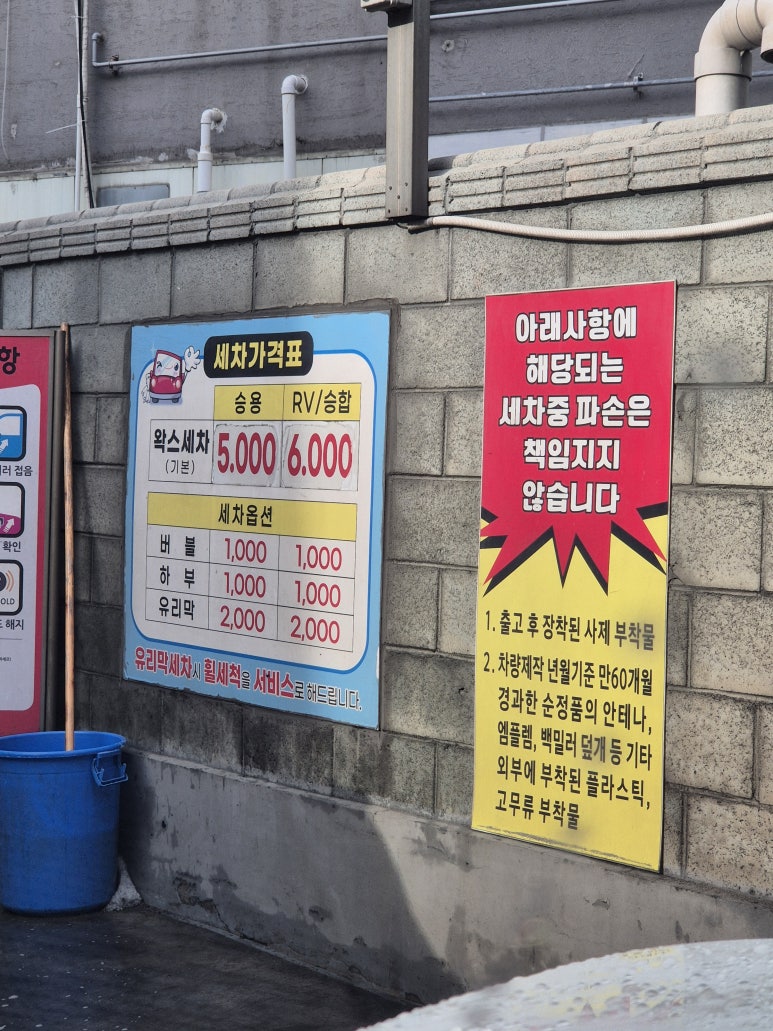 항
러 접음
확인
OLD
드 해지
세차가격표
승용 RV/승합
왁스세차 5.000 6.000
(기본)
세차옵션
버 블 1,000 1,000
하 부 1,000 1,000
유리막 2,000 2,000
유리막세차시 휠세척을 서비스로 해드립니다.
아래사항에
해당되는
세차중 파손은
책임지지
않습니다
1. 출고 후 장착된 사제 부착물
2. 차량제작 년월기준 만60개월
경과한 순정품의 안테나,
엠플렘, 백밀러 덮개 등 기타
외부에 부착된 플라스틱,
고무류 부착물